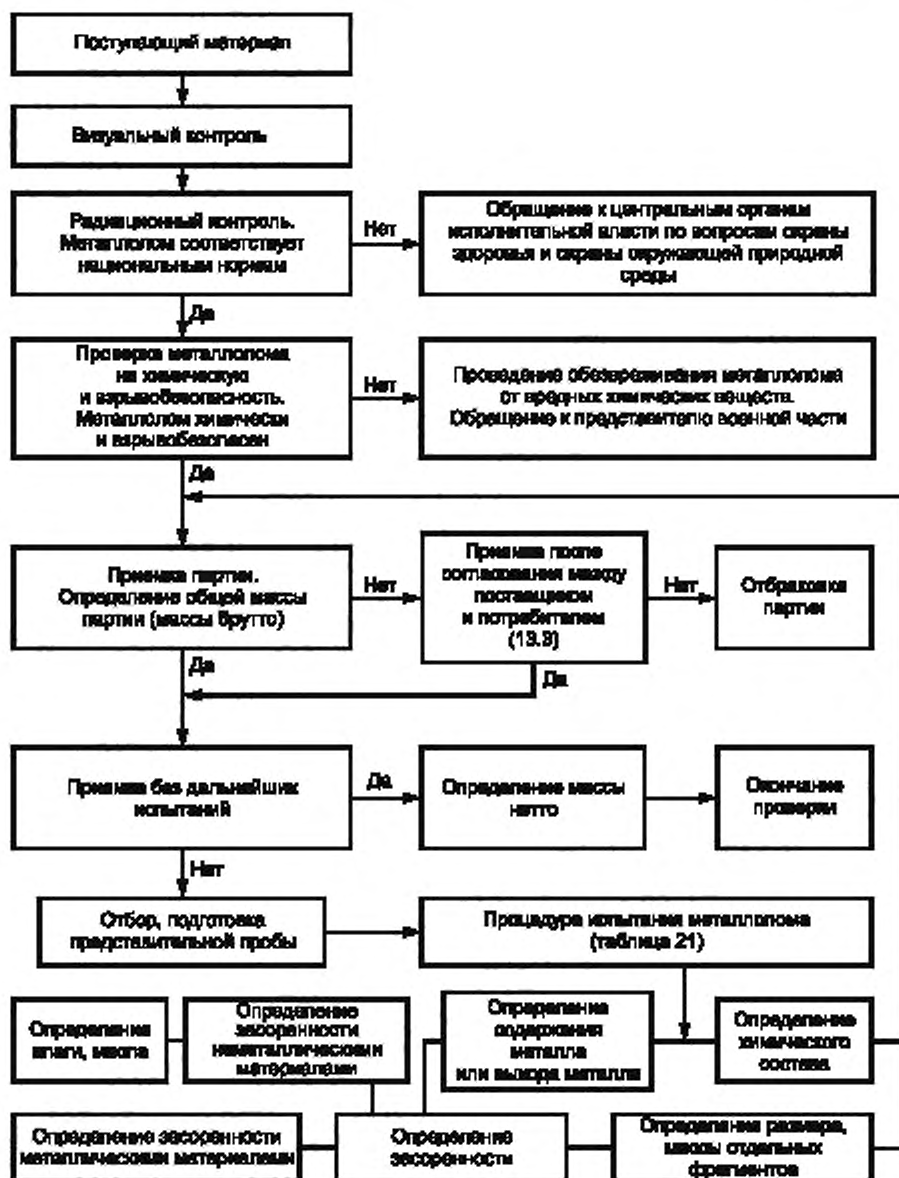 Поступающий материал
Визуальный контроль
Радиационный контроль.
Металлолом соответствует
национальным нормам
Нет
Обращение к центральным органам
исполнительной власти по вопросам охраны
здоровья и охраны окружающей природной
среды
Да
Проверка металлолома
на химическую
и взрывобезопасность.
Металлолом химически
и взрывобезопасен
Нет
Проведение обезвреживания металлолома
от вредных химических веществ.
Обращение к представителю военной части
Да
Приемка партии.
Определение общей массы
партии (массы брутто)
Нет
Приемка после
согласования между
поставщиком
и потребителем
(13.3)
Нет
Отбраковка
партии
Да
Да
Приемка без дальнейших
испытаний
Да
Определение массы
нетто
Окончание
проверки
Нет
Отбор, подготовка
представительной пробы
Процедура испытания металлолома
(таблица 21)
Определение
влаги, масла
Определение
засоренности
неметаллическими
материалами
Определение
содержания
металла
или выхода металла
Определение
химического
состава
Определение засоренности
металлическими материалами
Определение
засоренности
Определение размера,
массы отдельных
фрагментов